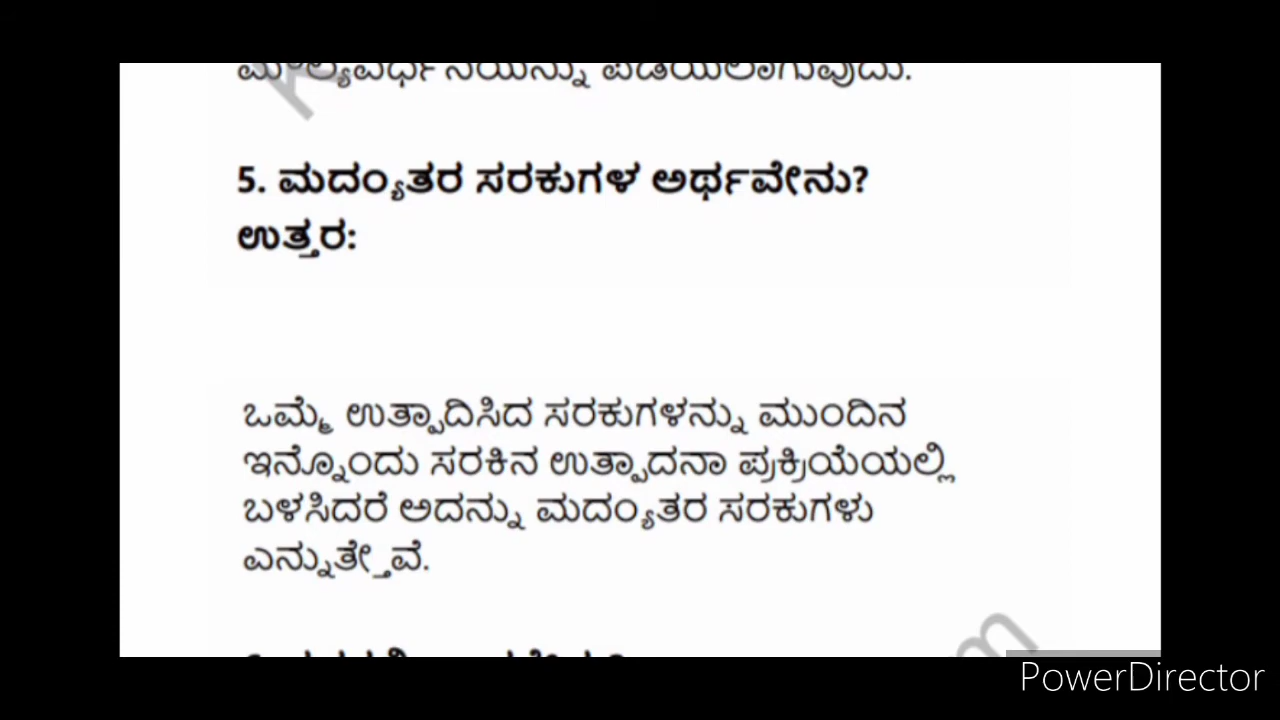 5. ಮದಂ್ಯತರ ಸರಕುಗಳ ಅರ್ಥವೇನು?
ಉತ್ತರ:
ಒಮ್ಮೆ ಉತ್ಪಾದಿಸಿದ ಸರಕುಗಳನ್ನು ಮುಂದಿನ
ಇನ್ನೊಂದು ಸರಕಿನ ಉತ್ಪಾದನಾ ಪ್ರಕ್ರಿಯೆಯಲ್ಲಿ
ಬಳಸಿದರೆ ಅದನ್ನು ಮದಂ್ಯತರ ಸರಕುಗಳು
ಎನ್ನುತ್ತೇವೆ.
PowerDirector